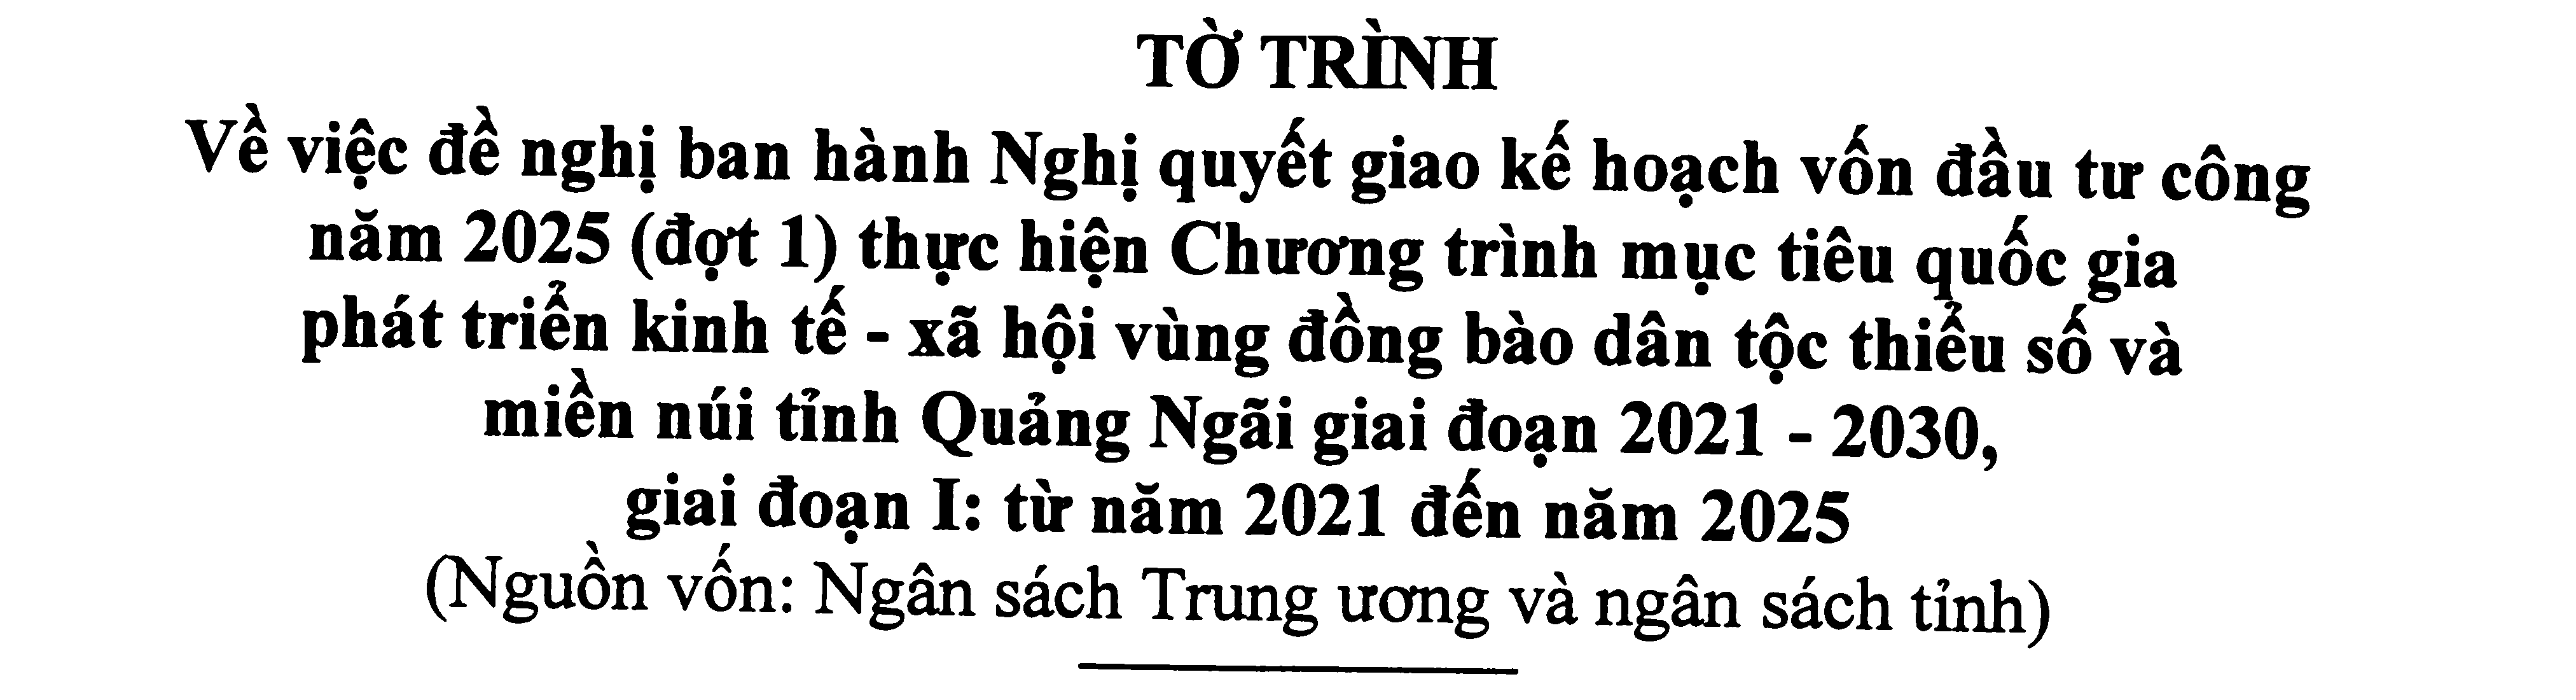 TỜ TRÌNH
Về việc đề nghị ban hành Nghị quyết giao kế hoạch vốn đầu tư công
năm 2025 (đợt 1) thực hiện Chương trình mục tiêu quốc gia
phát triển kinh tế - xã hội vùng đồng bào dân tộc thiểu số và
miền núi tỉnh Quảng Ngãi giai đoạn 2021 - 2030,
giai đoạn I: từ năm 2021 đến năm 2025
(Nguồn vốn: Ngân sách Trung ương và ngân sách tỉnh)